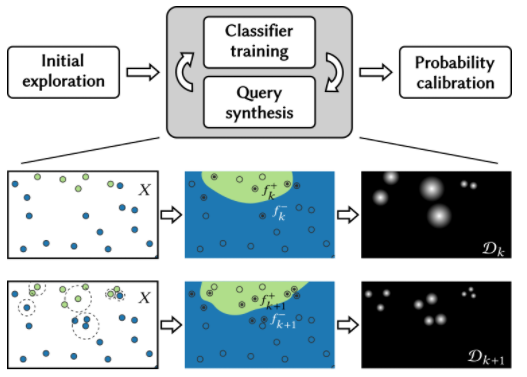 Initial
exploration
Classifier
training
Query
synthesis
Probability
calibration
X
f_k^+
f_k^-
𝒟_k
X
f_{k+1}^+
f_{k+1}^-
𝒟_{k+1}